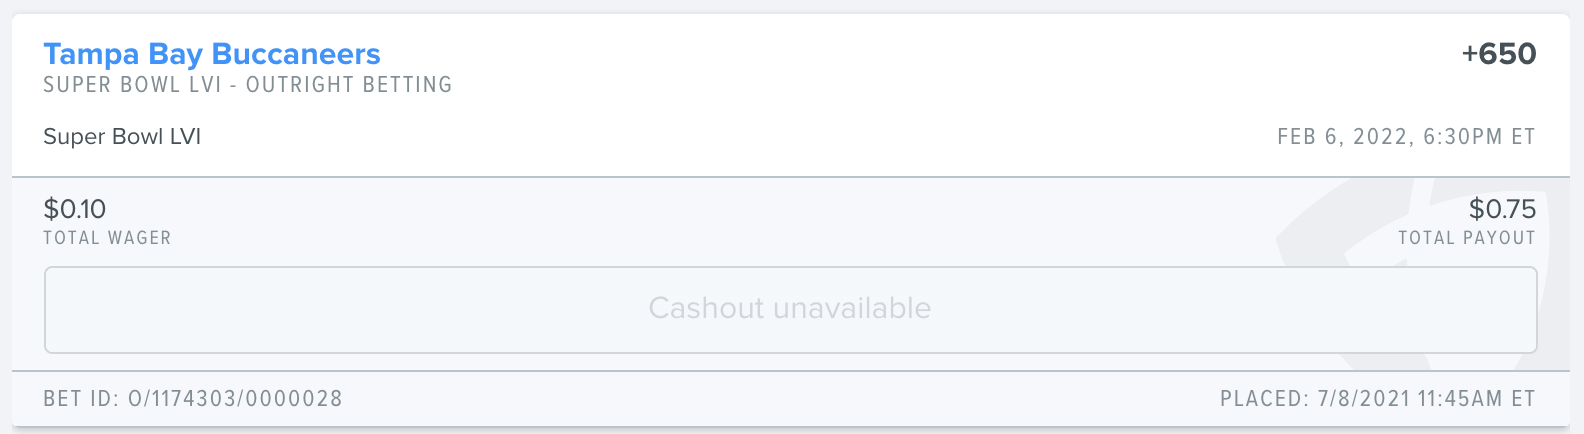 Tampa Bay Buccaneers +650
SUPER BOWL LVI - OUTRIGHT BETTING
Super Bowl LVI FEB 6, 2022, 6:30PM ET
$0.10 $0.75
TOTAL WAGER TOTAL PAYOUT
Cashout unavailable
BET ID: O/1174303/0000028 PLACED: 7/8/2021 11:45AM ET